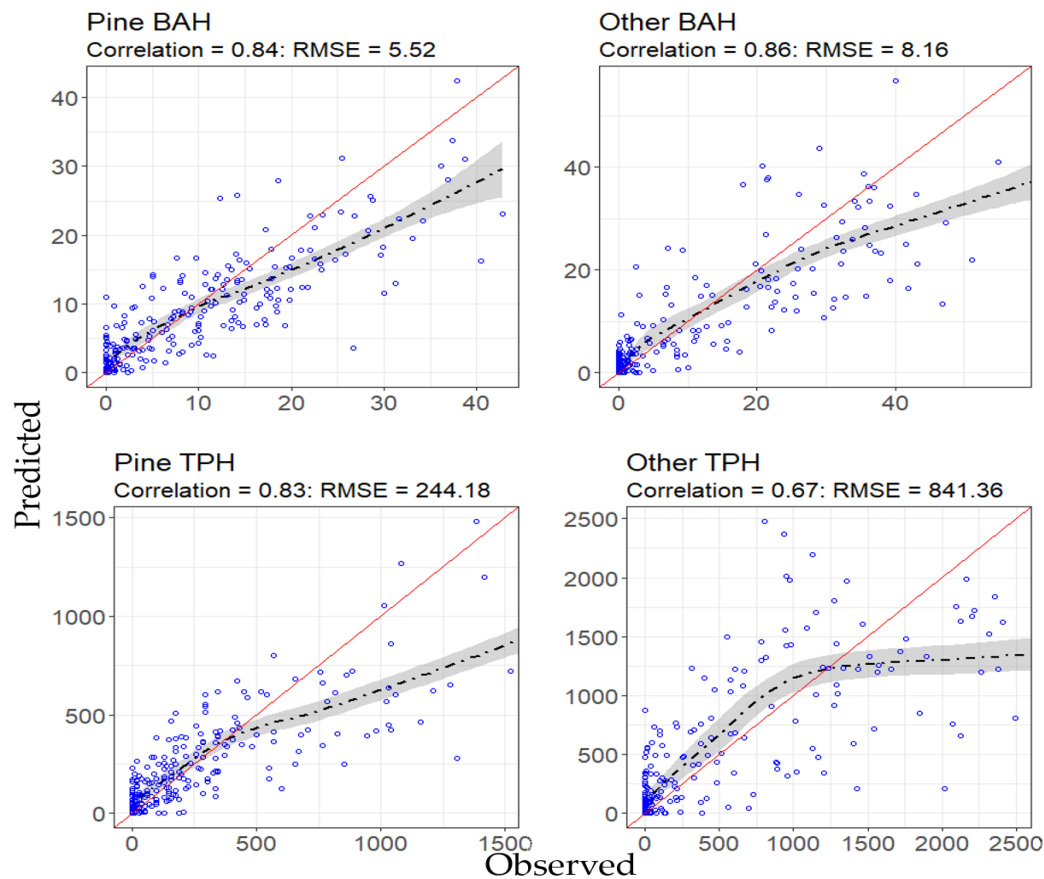 Pine BAH
Correlation = 0.84: RMSE = 5.52
40
30
20
10
0
0 10 20 30 40
Other BAH
Correlation = 0.86: RMSE = 8.16
40
20
0
0 20 40
Predicted
Pine TPH
Correlation = 0.83: RMSE = 244.18
1500
1000
500
0
0 500 1000 1500
Other TPH
Correlation = 0.67: RMSE = 841.36
2500
2000
1500
1000
500
0
0 500 1000 1500 2000 2500
Observed